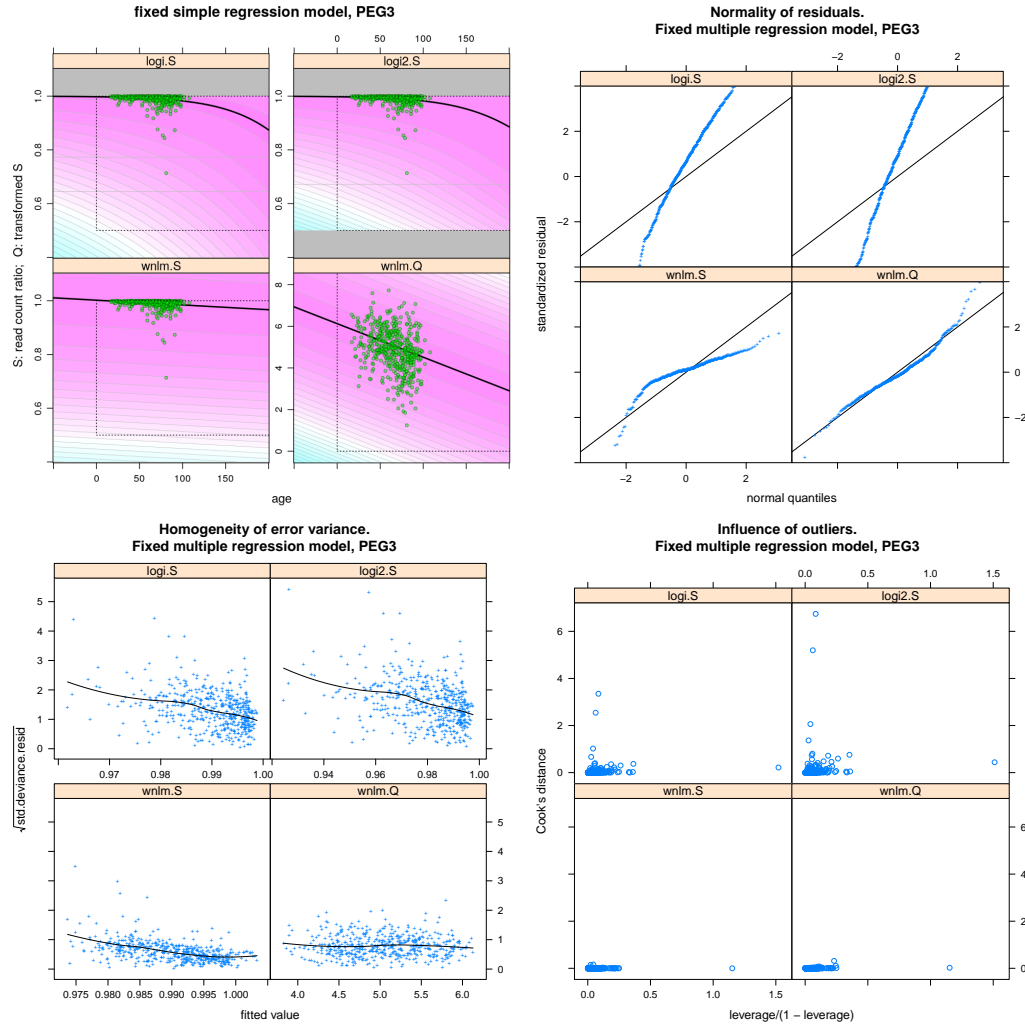 fixed simple regression model, PEG3
0 50 100 150
logi.S
logi2.S
wnlm.S
wnlm.Q
1.0
0.8
0.6
1.0
0.8
0.6
1.0
0.8
0.6
8
6
4
2
0
0 50 100 150
0 50 100 150
S: read count ratio; Q: transformed S
age
Normality of residuals.
Fixed multiple regression model, PEG3
−2 0 2
logi.S
logi2.S
wnlm.S
wnlm.Q
2
0
−2
2
0
−2
−2 0 2
standardized residual
normal quantiles
Homogeneity of error variance.
Fixed multiple regression model, PEG3
logi.S
logi2.S
5
4
3
2
1
0
0.97 0.98 0.99 1.00
0.94 0.96 0.98 1.00
wnlm.S
wnlm.Q
5
4
3
2
1
0
0.975 0.980 0.985 0.990 0.995 1.000
4.0 4.5 5.0 5.5 6.0
√std.deviance.resid
fitted value
Influence of outliers.
Fixed multiple regression model, PEG3
0.0 0.5 1.0 1.5
logi.S
logi2.S
6
4
2
0
wnlm.S
wnlm.Q
6
4
2
0
0.0 0.5 1.0 1.5
Cook's distance
leverage/(1 − leverage)